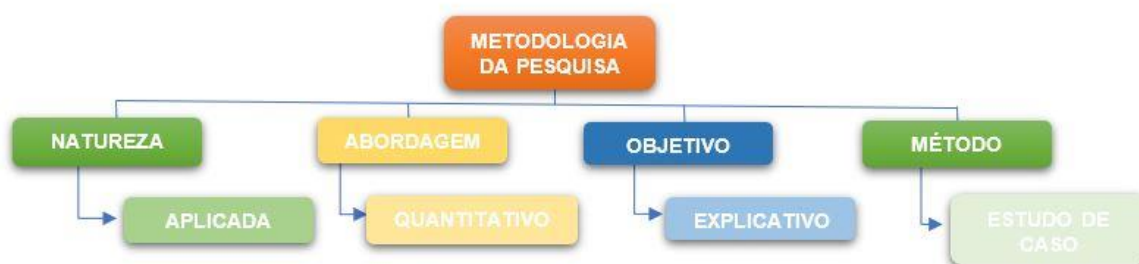 METODOLOGIA
DA PESQUISA
NATUREZA
ABORDAGEM
OBJETIVO
MÉTODO
APLICADA
QUANTITATIVO
EXPLICATIVO
ESTUDO DE
CASO